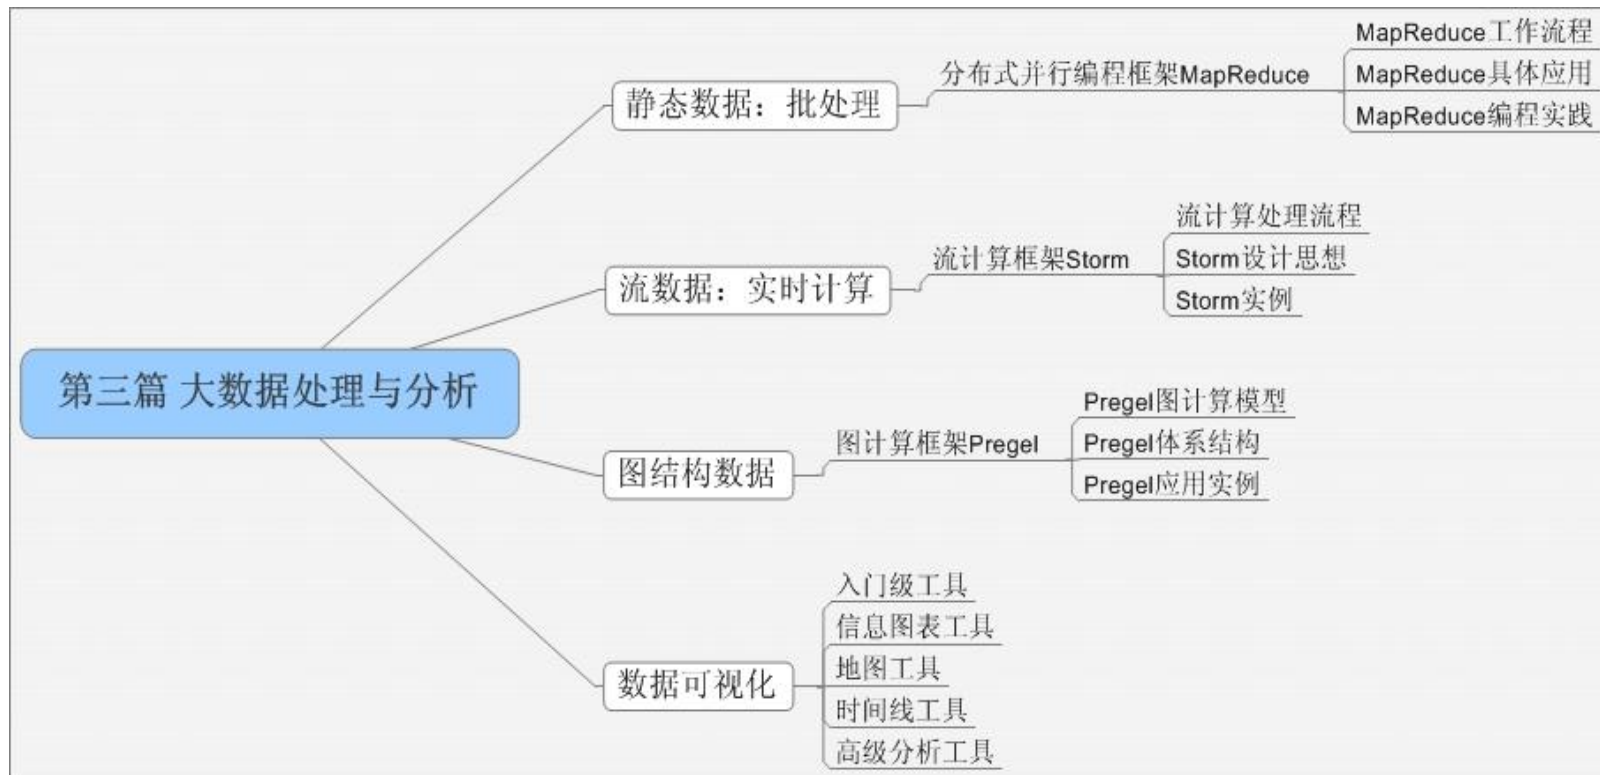 第三篇 大数据处理与分析
静态数据：批处理
分布式并行编程框架MapReduce
MapReduce工作流程
MapReduce具体应用
MapReduce编程实践
流数据：实时计算
流计算框架Storm
流计算处理流程
Storm设计思想
Storm实例
图结构数据
图计算框架Pregel
Pregel图计算模型
Pregel体系结构
Pregel应用实例
数据可视化
入门级工具
信息图表工具
地图工具
时间线工具
高级分析工具